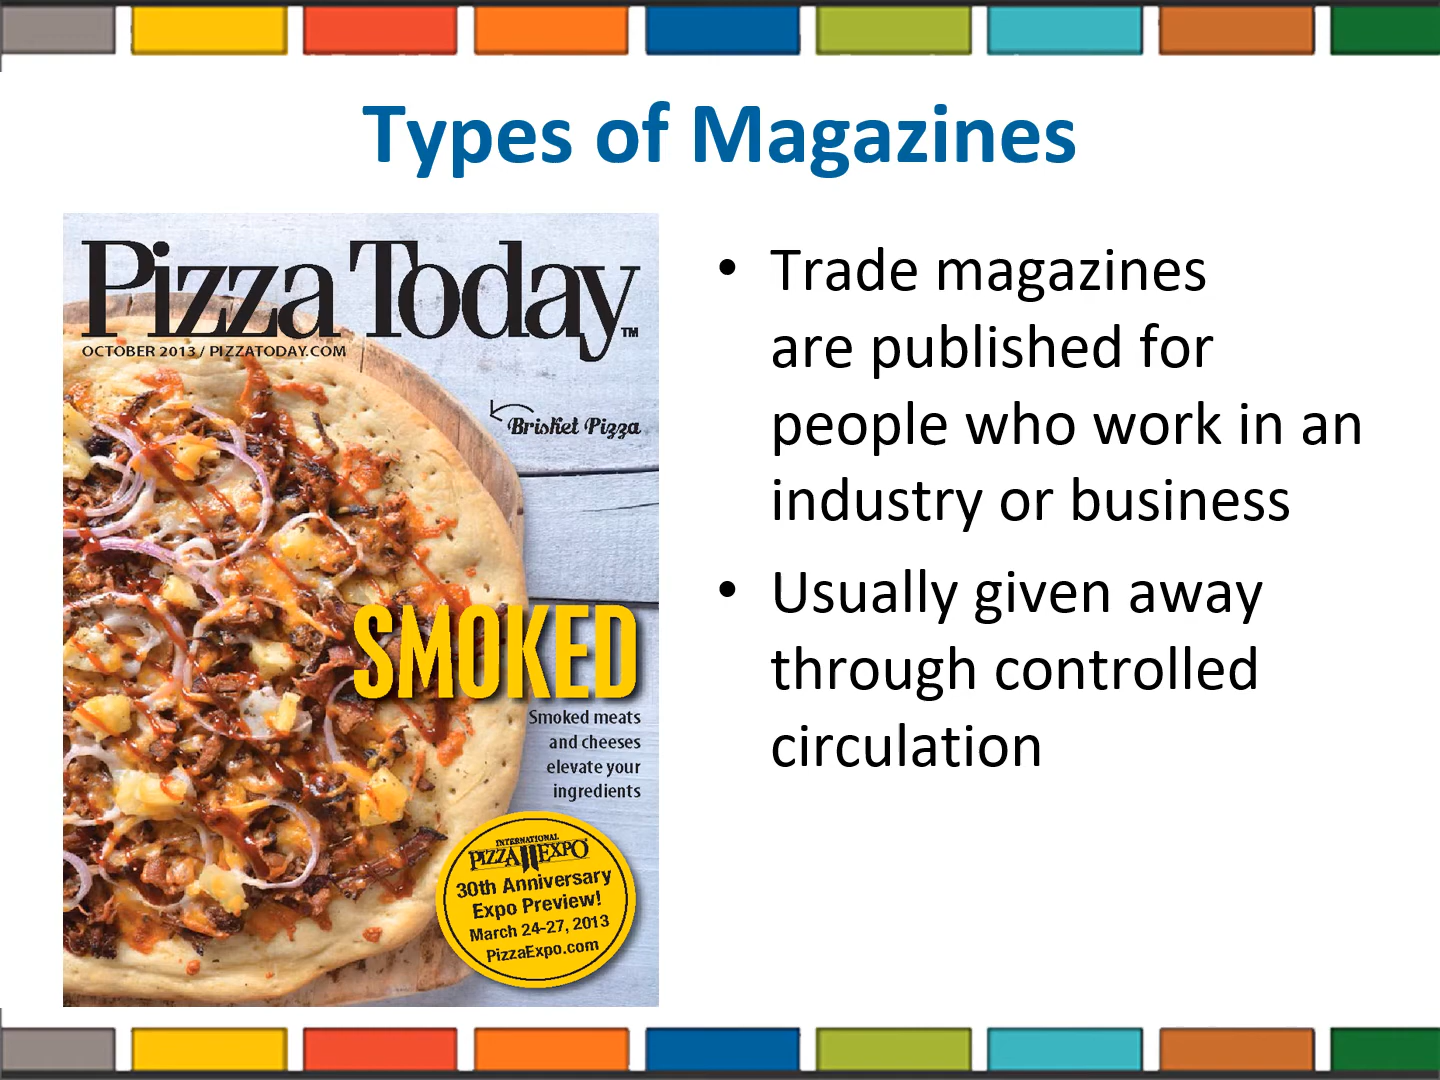 Types of Magazines
Pizza Today™
OCTOBER 2013 / PIZZATODAY.COM
Brisket Pizza
SMOKED
Smoked meats
and cheeses
elevate your
ingredients
INTERNATIONAL
PIZZA EXPO®
30th Anniversary
Expo Preview!
March 24-27, 2013
PizzaExpo.com
• Trade magazines
are published for
people who work in an
industry or business
• Usually given away
through controlled
circulation